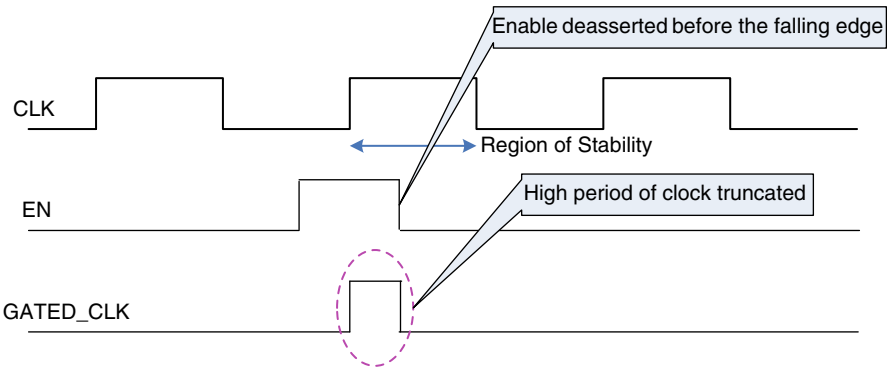 Enable deasserted before the falling edge
CLK
Region of Stability
EN
High period of clock truncated
GATED_CLK